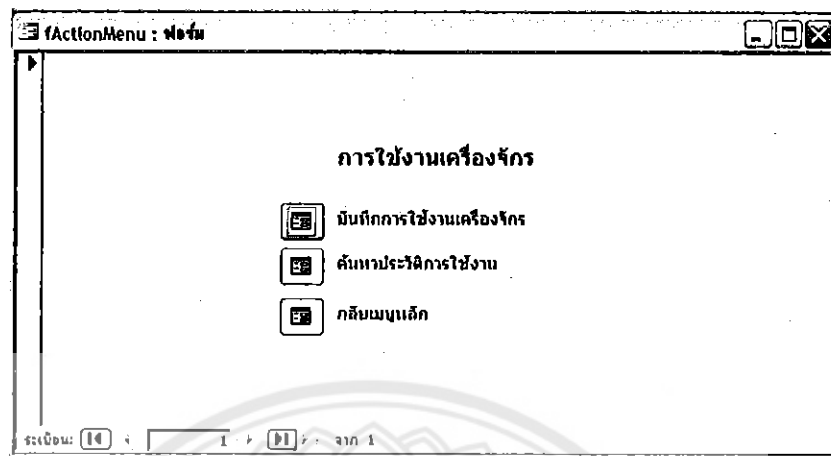 fActionMenu : ฟอร์ม
การใช้งานเครื่องจักร
บันทึกการใช้งานเครื่องจักร
ค้นหาประวัติการใช้งาน
กลับเมนูหลัก
ระเบียน: 1 จาก 1